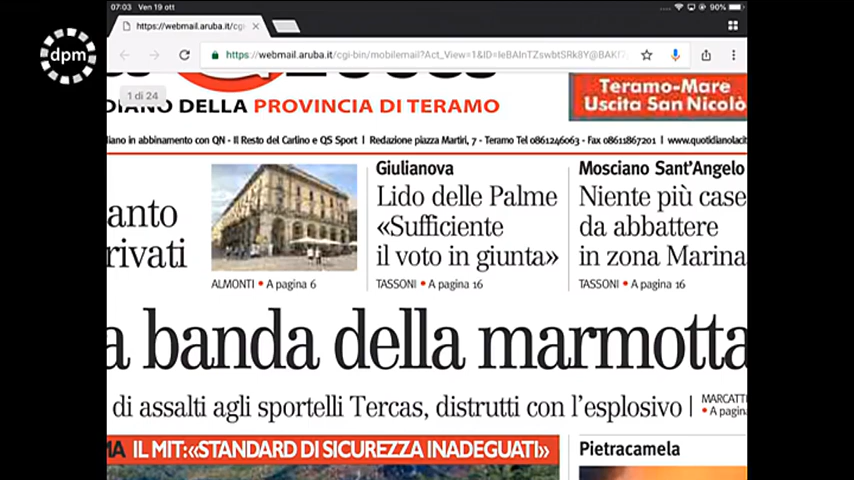 07:03 Ven 19 ott
90%
https://webmail.aruba.it/cgi
https://webmail.aruba.it/cgi-bin/mobilemail?Act_View=1&ID=IeBAInTZswbtSRk8Y@BAKf
dpm
1 di 24
DIANO DELLA PROVINCIA DI TERAMO
Teramo-Mare
Uscita San Nicolò
diano in abbinamento con QN - Il Resto del Carlino e QS Sport | Redazione piazza Martiri, 7 - Teramo Tel 0861246063 - Fax 08611867201 | www.quotidianolacit
anto
rivati
ALMONTI • A pagina 6
Giulianova
Lido delle Palme
«Sufficiente
il voto in giunta»
TASSONI • A pagina 16
Mosciano Sant'Angelo
Niente più case
da abbattere
in zona Marina
TASSONI • A pagina 16
a banda della marmotta
di assalti agli sportelli Tercas, distrutti con l'esplosivo
MARCATT
• A pagin
MA IL MIT: «STANDARD DI SICUREZZA INADEGUATI»
Pietracamela